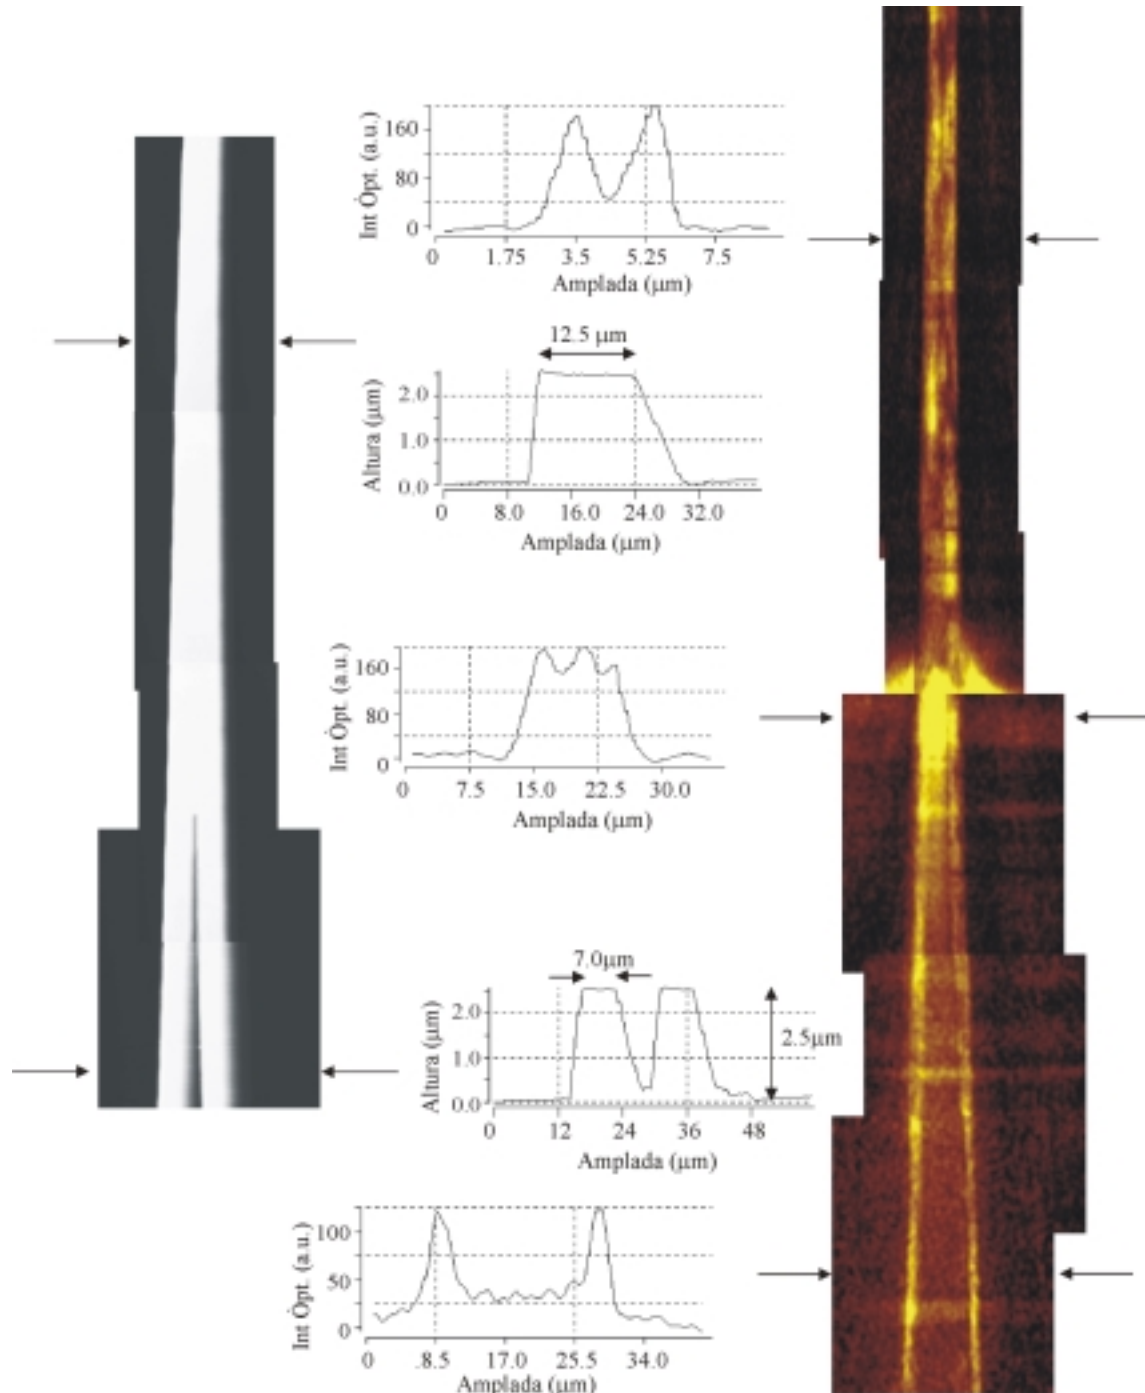 Int Òpt. (a.u.)
160
80
0
0 1.75 3.5 5.25 7.5
Amplada (µm)
12.5 µm
Altura (µm)
2.0
1.0
0.0
0 8.0 16.0 24.0 32.0
Amplada (µm)
Int Òpt. (a.u.)
160
80
0
0 7.5 15.0 22.5 30.0
Amplada (µm)
7.0µm
Altura (µm)
2.0
1.0
0.0
2.5µm
0 12 24 36 48
Amplada (µm)
Int Òpt. (a.u.)
100
50
0
0 .8.5 17.0 25.5 34.0
Amplada (µm)